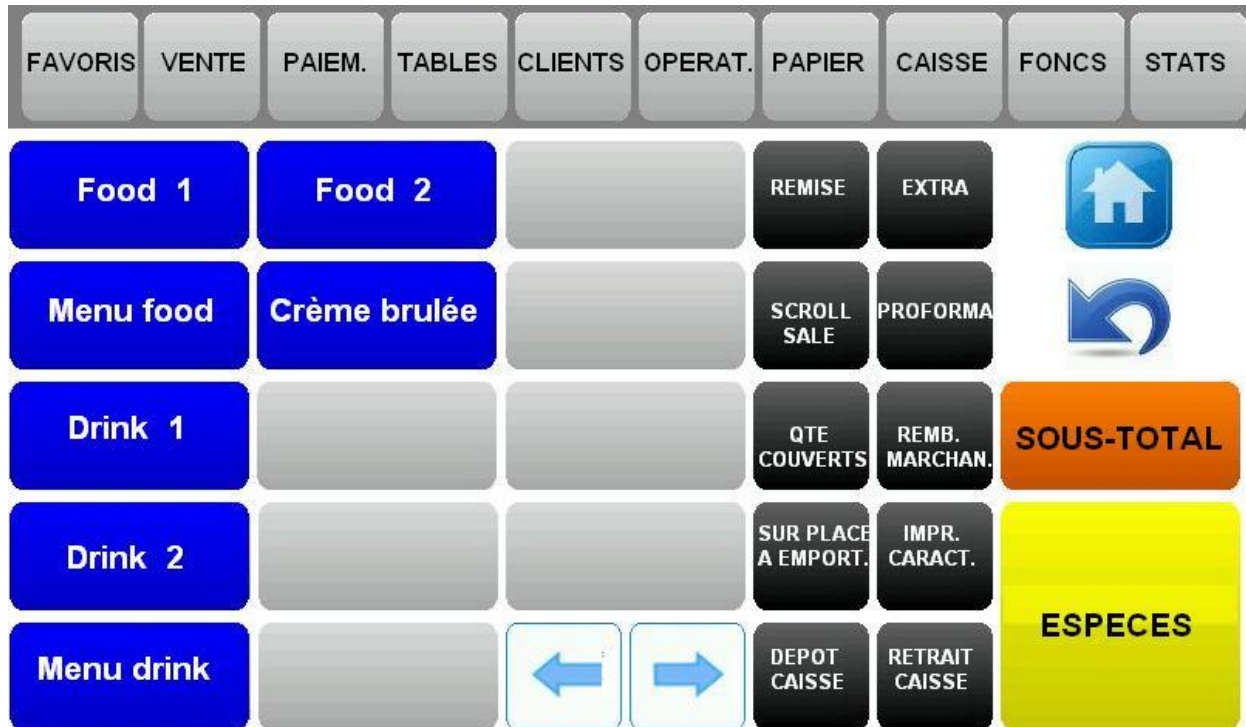 FAVORIS VENTE PAIEM. TABLES CLIENTS OPERAT. PAPIER CAISSE FONCS STATS
Food 1 Food 2 REMISE EXTRA
Menu food Crème brulée SCROLL SALE PROFORMA
Drink 1 QTE COUVERTS REMB. MARCHAN. SOUS-TOTAL
Drink 2 SUR PLACE A EMPORT. IMPR. CARACT.
ESPECES
Menu drink DEPOT CAISSE RETRAIT CAISSE